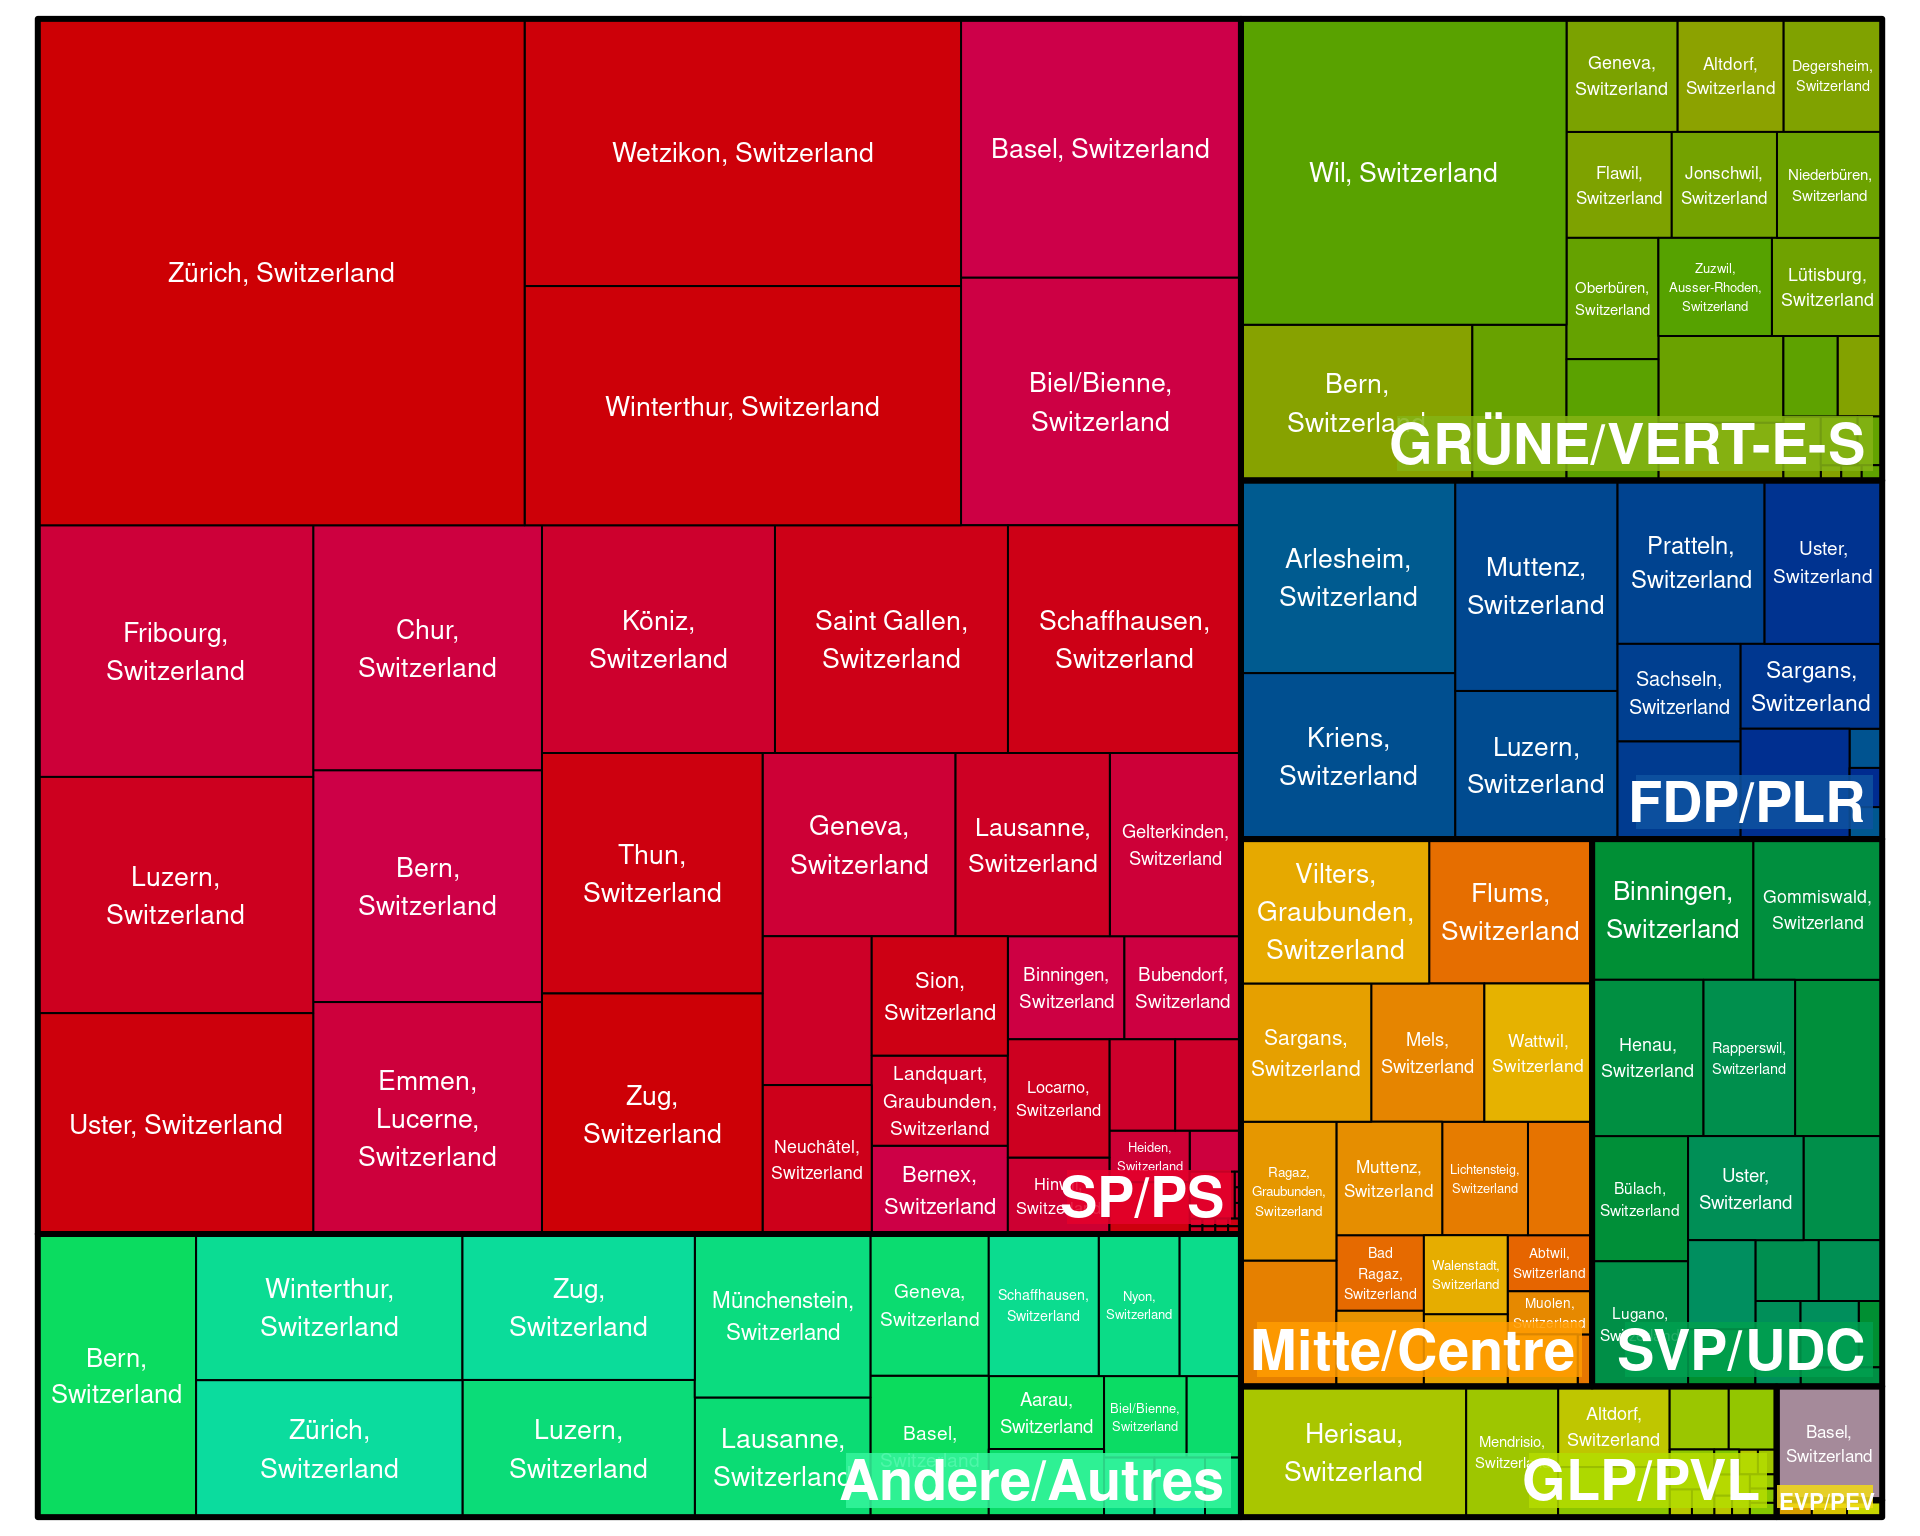 Zürich, Switzerland
Wetzikon, Switzerland
Winterthur, Switzerland
Basel, Switzerland
Biel/Bienne,
Switzerland
Fribourg,
Switzerland
Chur,
Switzerland
Köniz,
Switzerland
Saint Gallen,
Switzerland
Schaffhausen,
Switzerland
Luzern,
Switzerland
Bern,
Switzerland
Thun,
Switzerland
Geneva,
Switzerland
Lausanne,
Switzerland
Gelterkinden,
Switzerland
Uster, Switzerland
Emmen,
Lucerne,
Switzerland
Zug,
Switzerland
Sion,
Switzerland
Binningen,
Switzerland
Bubendorf,
Switzerland
Landquart,
Graubunden,
Switzerland
Locarno,
Switzerland
Neuchâtel,
Switzerland
Bernex,
Switzerland
Heiden,
Switzerland
SP/PS
Bern,
Switzerland
Winterthur,
Switzerland
Zug,
Switzerland
Münchenstein,
Switzerland
Geneva,
Switzerland
Schaffhausen,
Switzerland
Nyon,
Switzerland
Zürich,
Switzerland
Luzern,
Switzerland
Lausanne,
Switzerland
Basel,
Switzerland
Aarau,
Switzerland
Biel/Bienne,
Switzerland
Andere/Autres
Wil, Switzerland
Geneva,
Switzerland
Altdorf,
Switzerland
Degersheim,
Switzerland
Flawil,
Switzerland
Jonschwil,
Switzerland
Niederbüren,
Switzerland
Oberbüren,
Switzerland
Zuzwil,
Ausser-Rhoden,
Switzerland
Lütisburg,
Switzerland
Bern,
Switzerland
GRÜNE/VERT-E-S
Arlesheim,
Switzerland
Muttenz,
Switzerland
Pratteln,
Switzerland
Uster,
Switzerland
Sachseln,
Switzerland
Sargans,
Switzerland
Kriens,
Switzerland
Luzern,
Switzerland
FDP/PLR
Vilters,
Graubunden,
Switzerland
Flums,
Switzerland
Sargans,
Switzerland
Mels,
Switzerland
Wattwil,
Switzerland
Ragaz,
Graubunden,
Switzerland
Muttenz,
Switzerland
Lichtensteig,
Switzerland
Bad
Ragaz,
Switzerland
Walenstadt,
Switzerland
Abtwil,
Switzerland
Muolen,
Switzerland
Mitte/Centre
Binningen,
Switzerland
Gommiswald,
Switzerland
Henau,
Switzerland
Rapperswil,
Switzerland
Bülach,
Switzerland
Uster,
Switzerland
Lugano,
SVP/UDC
Herisau,
Switzerland
Mendrisio,
Altdorf,
Switzerland
GLP/PVL
Basel,
Switzerland
EVP/PEV